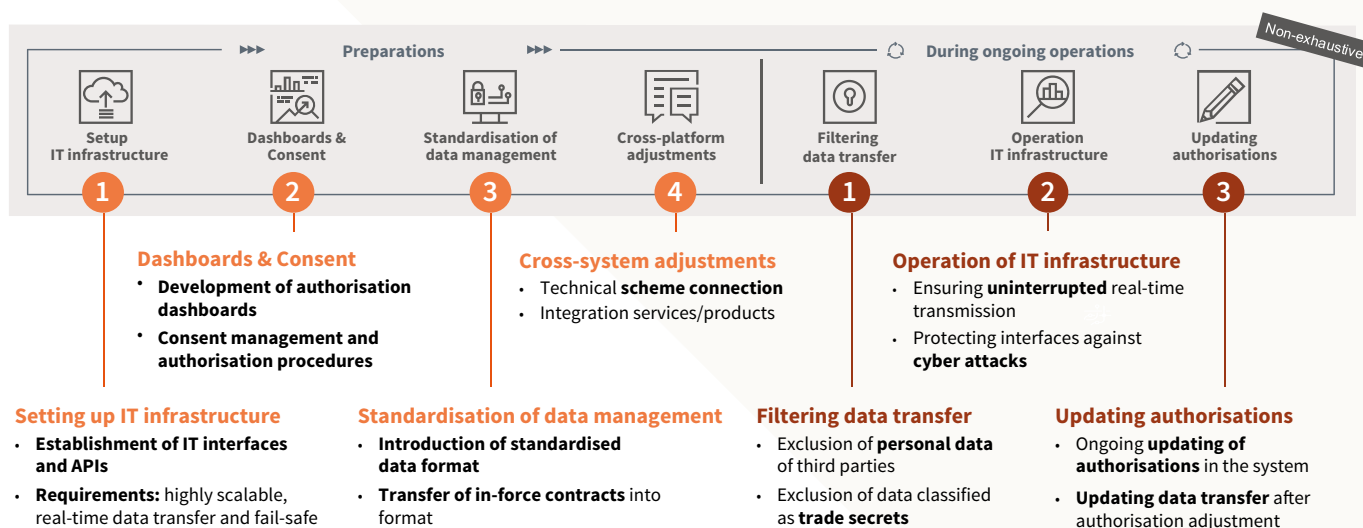 Non-exhaustive
Preparations
During ongoing operations
Setup
IT infrastructure
Dashboards &
Consent
Standardisation of
data management
Cross-platform
adjustments
Filtering
data transfer
Operation
IT infrastructure
Updating
authorisations
1
2
3
4
1
2
3
Dashboards & Consent
• Development of authorisation
dashboards
• Consent management and
authorisation procedures
Cross-system adjustments
• Technical scheme connection
• Integration services/products
Operation of IT infrastructure
• Ensuring uninterrupted real-time
transmission
• Protecting interfaces against
cyber attacks
Setting up IT infrastructure
• Establishment of IT interfaces
and APIs
• Requirements: highly scalable,
real-time data transfer and fail-safe
Standardisation of data management
• Introduction of standardised
data format
• Transfer of in-force contracts into
format
Filtering data transfer
• Exclusion of personal data
of third parties
• Exclusion of data classified
as trade secrets
Updating authorisations
• Ongoing updating of
authorisations in the system
• Updating data transfer after
authorisation adjustment